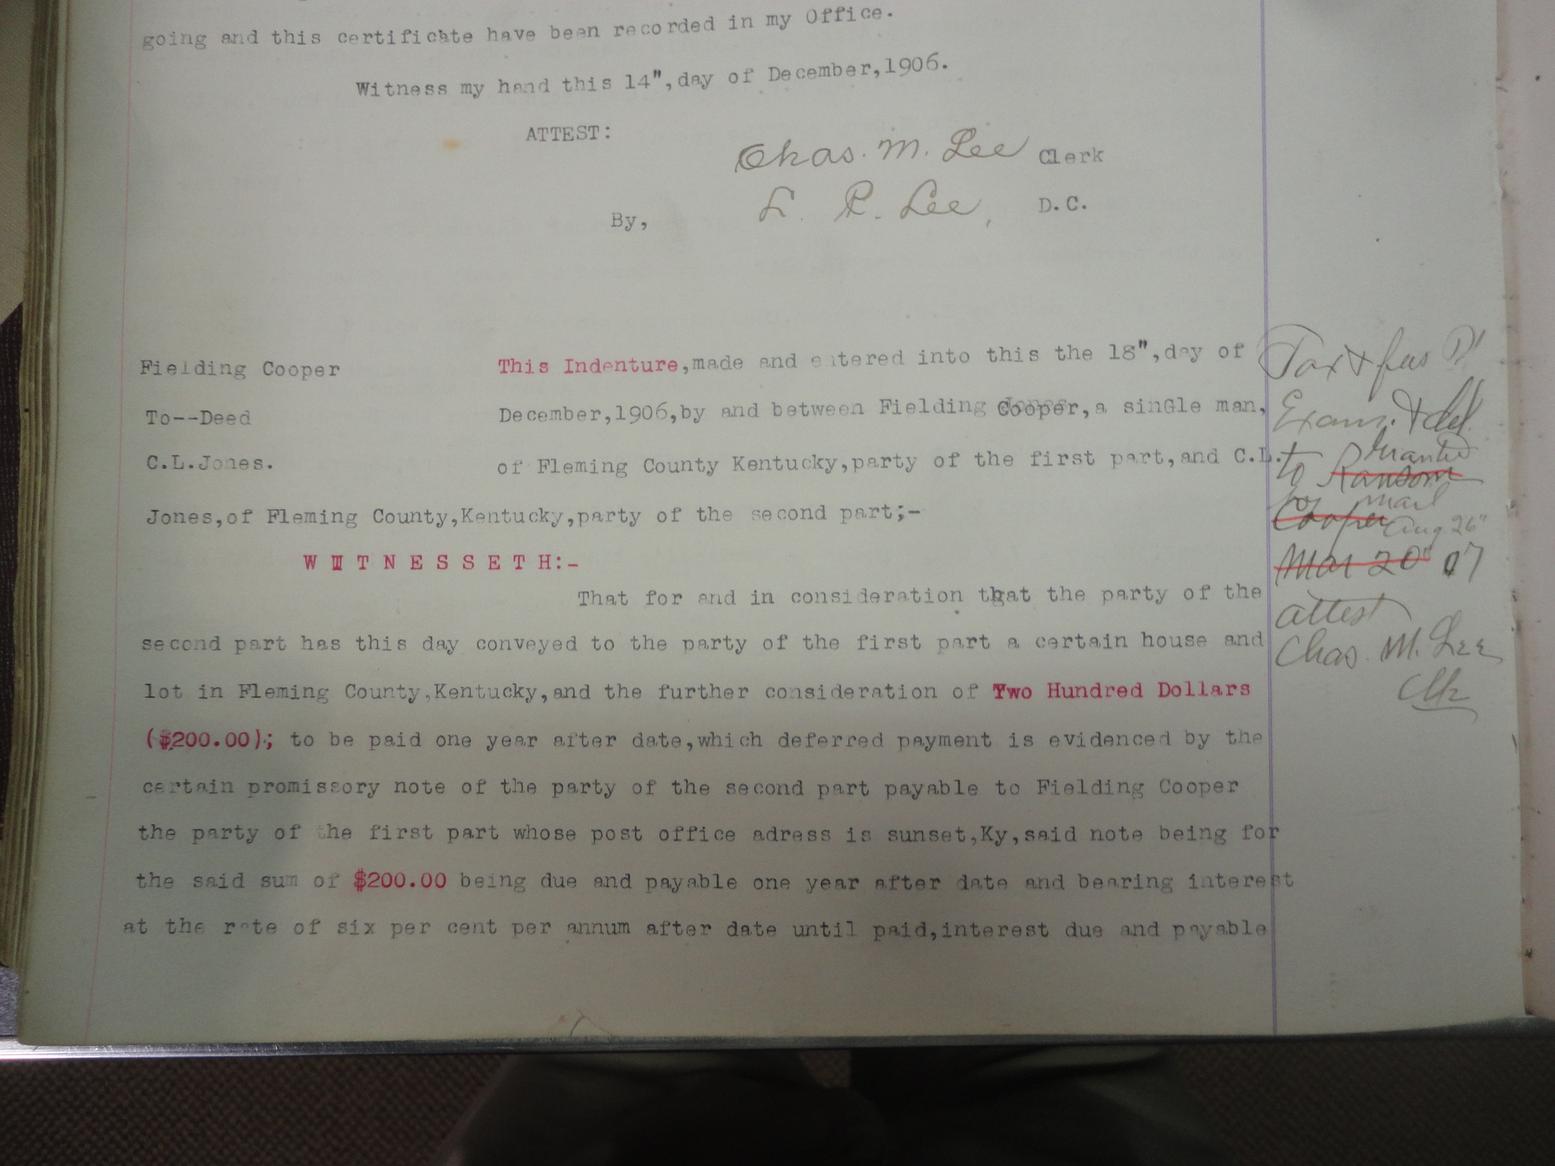 going and this certificate have been recorded in my Office.
Witness my hand this 14", day of December,1906.
ATTEST:
Chas. M. Lee Clerk
By, L. P. Lee, D.C.
Fielding Cooper This Indenture,made and entered into this the 18",day of
To--Deed December,1906,by and between Fielding Cooper,a sinGle man,
C.L.Jones. of Fleming County Kentucky,party of the first part,and C.L.
Jones,of Fleming County,Kentucky,party of the second part;-
W I T N E S S E T H:-
That for and in consideration that the party of the
second part has this day conveyed to the party of the first part a certain house and
lot in Fleming County,Kentucky,and the further consideration of Two Hundred Dollars
($200.00); to be paid one year after date,which deferred payment is evidenced by the
certain promissory note of the party of the second part payable to Fielding Cooper
the party of the first part whose post office adress is sunset,Ky,said note being for
the said sum of $200.00 being due and payable one year after date and bearing interest
at the rate of six per cent per annum after date until paid,interest due and payable
Tax & fees Pd
Exam. & del.
to Grantee
Ransom
by mail
Cooper Aug 26"
Mar 20" 07
attest
Chas. M. Lee
Clk